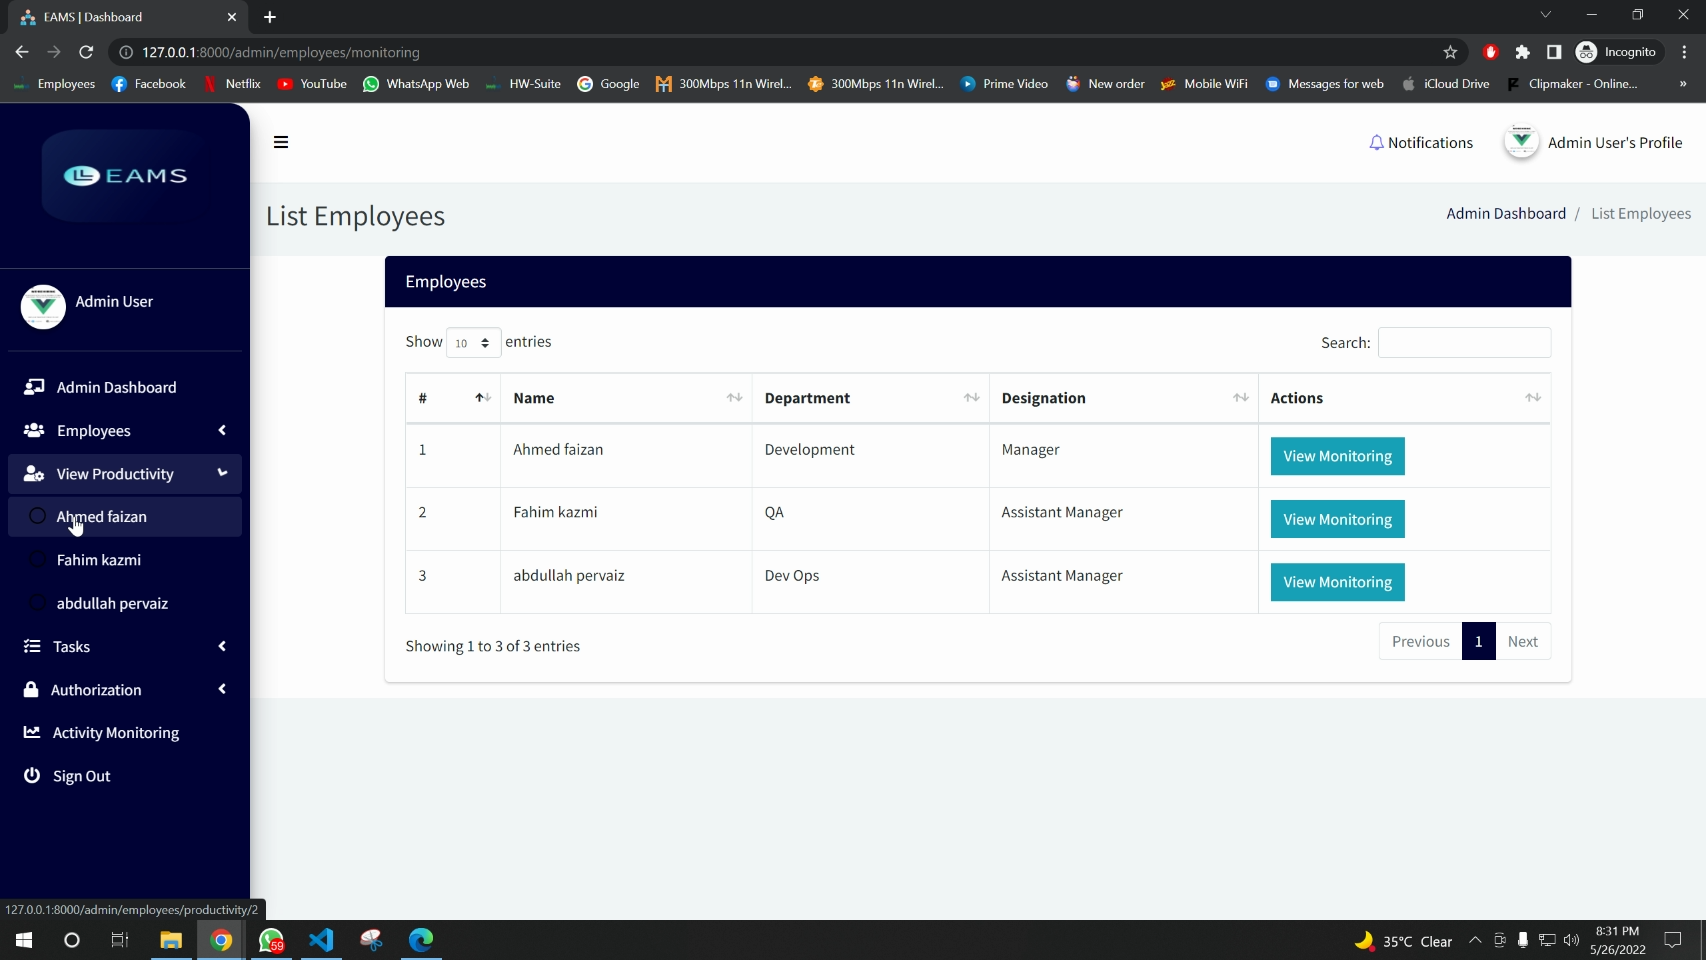 EAMS | Dashboard
127.0.0.1:8000/admin/employees/monitoring
Incognito
Employees Facebook Netflix YouTube WhatsApp Web HW-Suite Google 300Mbps 11n Wirel... 300Mbps 11n Wirel... Prime Video New order Mobile WiFi Messages for web iCloud Drive Clipmaker - Online... »
EAMS
Notifications
Admin User's Profile
List Employees
Admin Dashboard / List Employees
Admin User
Admin Dashboard
Employees
View Productivity
Ahmed faizan
Fahim kazmi
abdullah pervaiz
Tasks
Authorization
Activity Monitoring
Sign Out
Employees
Show 10 entries
Search:
# Name Department Designation Actions
1 Ahmed faizan Development Manager View Monitoring
2 Fahim kazmi QA Assistant Manager View Monitoring
3 abdullah pervaiz Dev Ops Assistant Manager View Monitoring
Showing 1 to 3 of 3 entries
Previous 1 Next
127.0.0.1:8000/admin/employees/productivity/2
59
35°C Clear
8:31 PM
5/26/2022